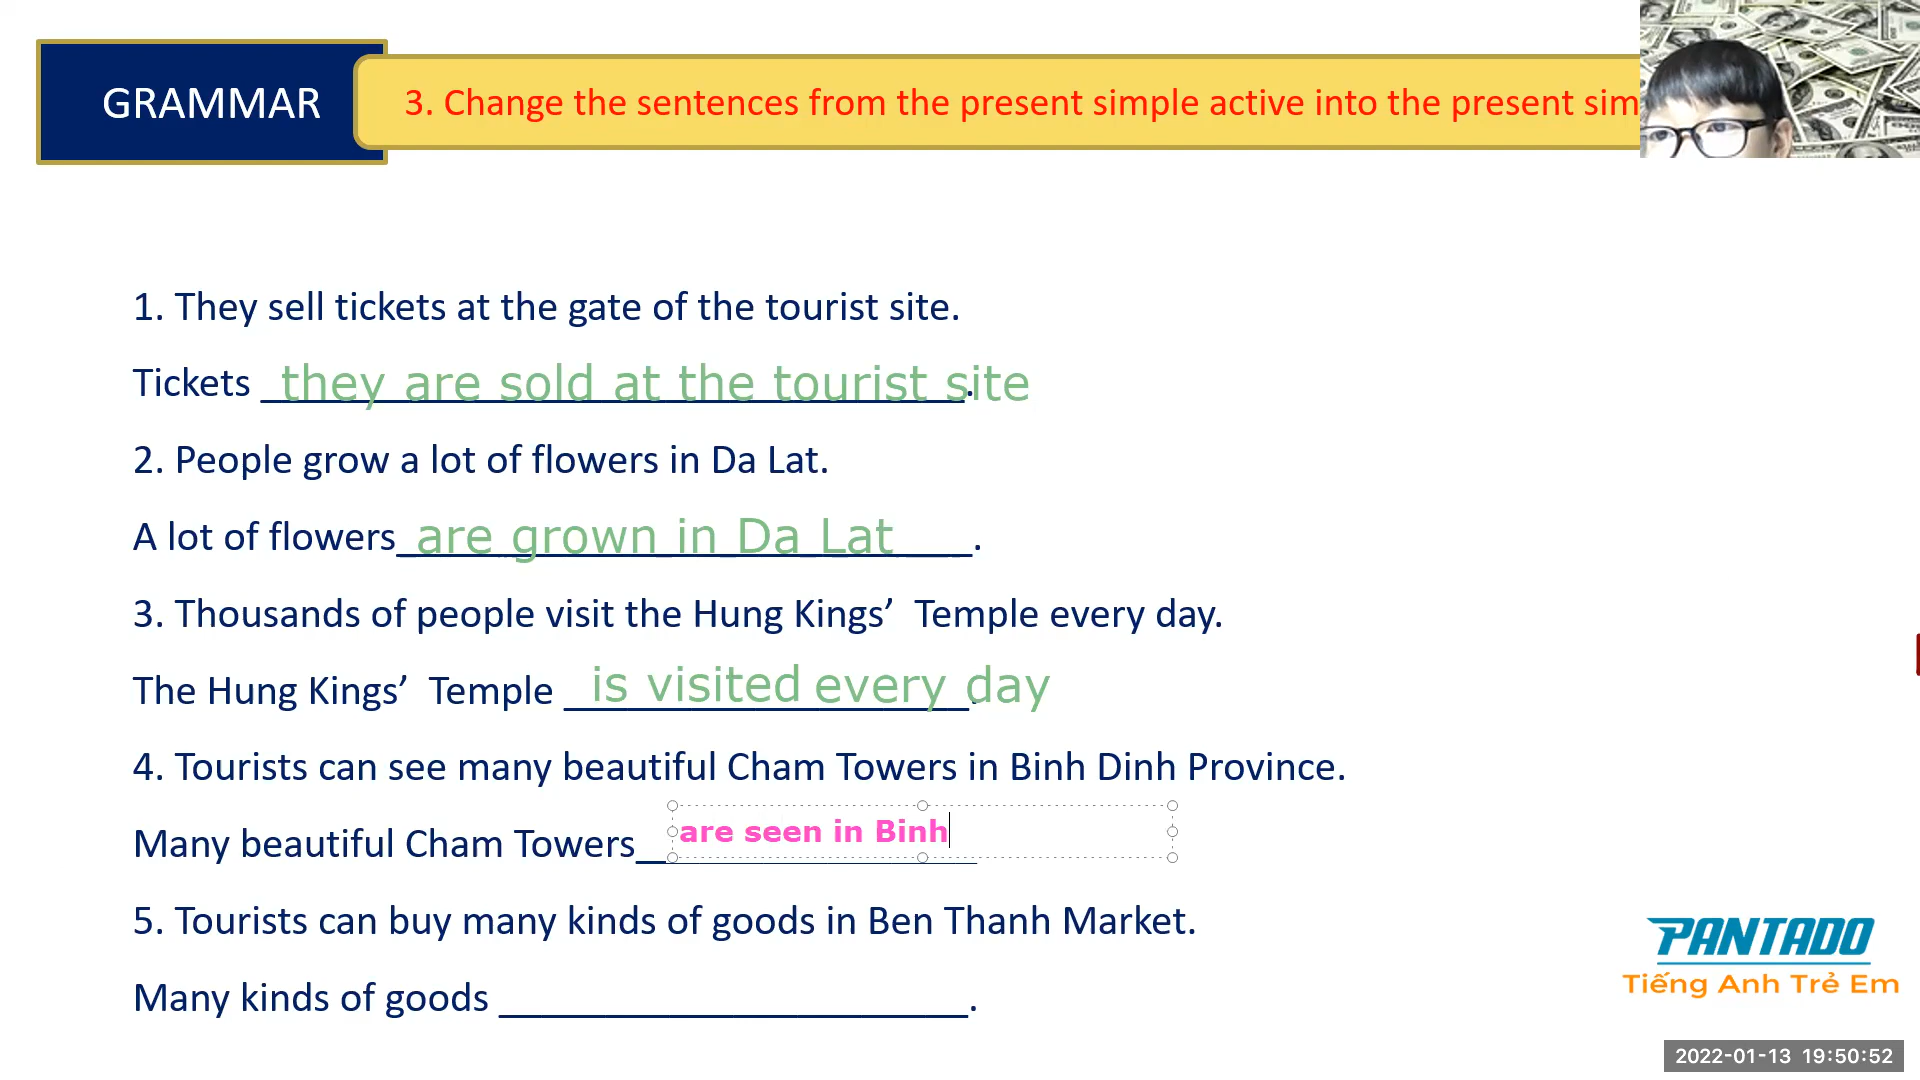 GRAMMAR
3. Change the sentences from the present simple active into the present sim
1. They sell tickets at the gate of the tourist site.
Tickets they are sold at the tourist site.
2. People grow a lot of flowers in Da Lat.
A lot of flowers are grown in Da Lat.
3. Thousands of people visit the Hung Kings’ Temple every day.
The Hung Kings’ Temple is visited every day.
4. Tourists can see many beautiful Cham Towers in Binh Dinh Province.
Many beautiful Cham Towers are seen in Binh
5. Tourists can buy many kinds of goods in Ben Thanh Market.
Many kinds of goods ______________________.
PANTADO
Tiếng Anh Trẻ Em
2022-01-13 19:50:52